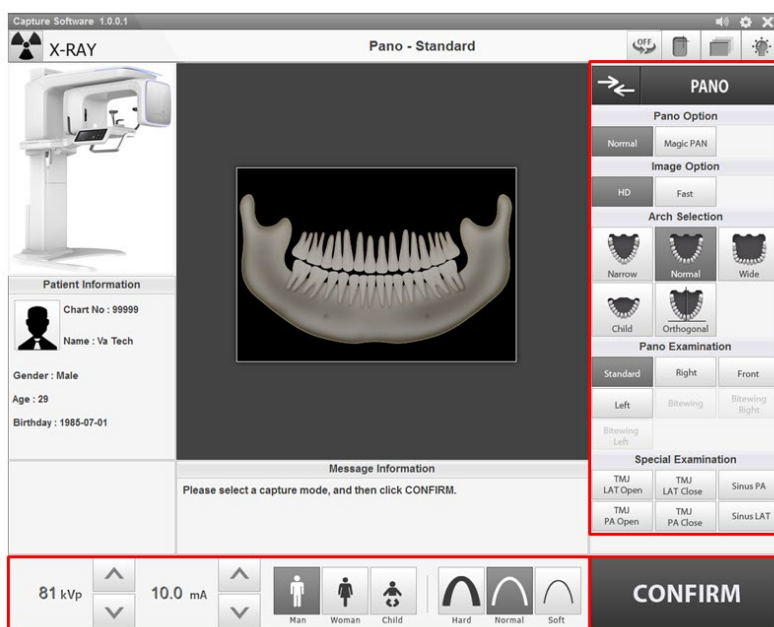 Capture Software 1.0.0.1
X-RAY
Pano - Standard
OFF
PANO
Pano Option
Normal
Magic PAN
Image Option
HD
Fast
Arch Selection
Narrow
Normal
Wide
Child
Orthogonal
Pano Examination
Standard
Right
Front
Left
Bitewing
Bitewing
Right
Bitewing
Left
Special Examination
TMJ
LAT Open
TMJ
LAT Close
Sinus PA
TMJ
PA Open
TMJ
PA Close
Sinus LAT
Patient Information
Chart No : 99999
Name : Va Tech
Gender : Male
Age : 29
Birthday : 1985-07-01
Message Information
Please select a capture mode, and then click CONFIRM.
81 kVp
10.0 mA
Man
Woman
Child
Hard
Normal
Soft
CONFIRM